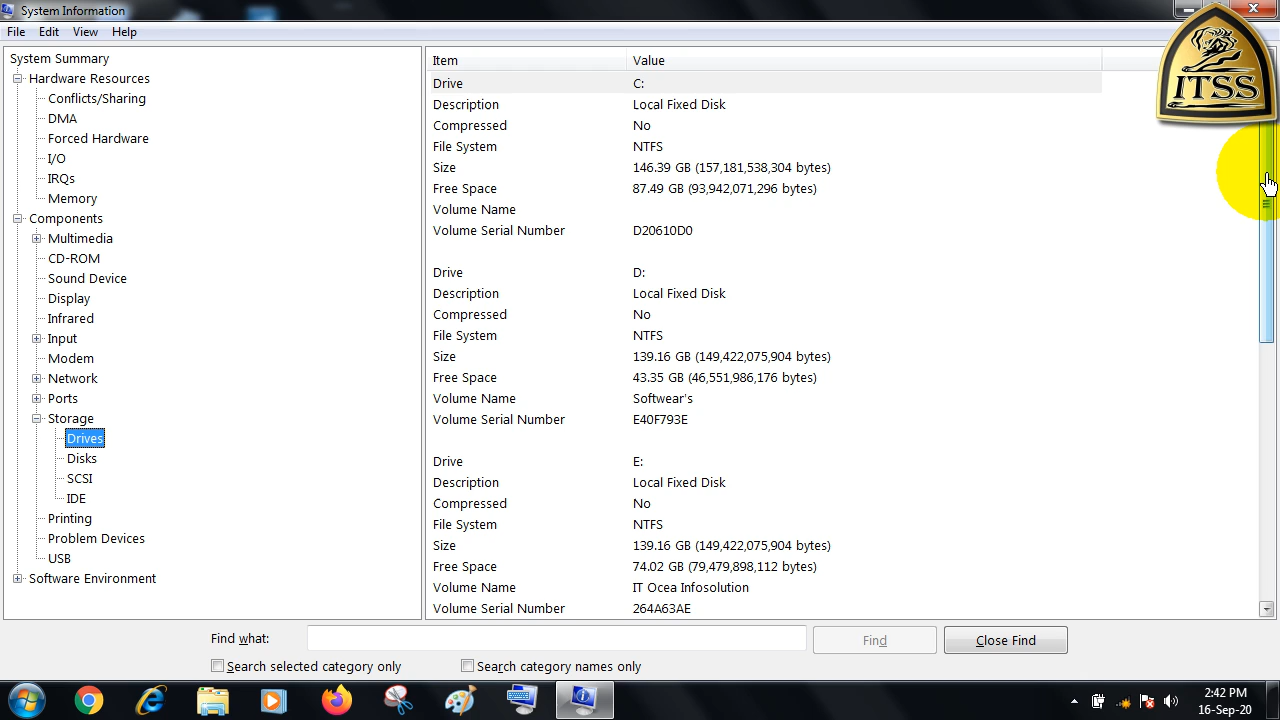 System Information
File Edit View Help
ITSS
System Summary
Hardware Resources
Conflicts/Sharing
DMA
Forced Hardware
I/O
IRQs
Memory
Components
Multimedia
CD-ROM
Sound Device
Display
Infrared
Input
Modem
Network
Ports
Storage
Drives
Disks
SCSI
IDE
Printing
Problem Devices
USB
Software Environment
Item Value
Drive C:
Description Local Fixed Disk
Compressed No
File System NTFS
Size 146.39 GB (157,181,538,304 bytes)
Free Space 87.49 GB (93,942,071,296 bytes)
Volume Name
Volume Serial Number D20610D0
Drive D:
Description Local Fixed Disk
Compressed No
File System NTFS
Size 139.16 GB (149,422,075,904 bytes)
Free Space 43.35 GB (46,551,986,176 bytes)
Volume Name Softwear's
Volume Serial Number E40F793E
Drive E:
Description Local Fixed Disk
Compressed No
File System NTFS
Size 139.16 GB (149,422,075,904 bytes)
Free Space 74.02 GB (79,479,898,112 bytes)
Volume Name IT Ocea Infosolution
Volume Serial Number 264A63AE
Find what: Find Close Find
Search selected category only Search category names only
2:42 PM
16-Sep-20